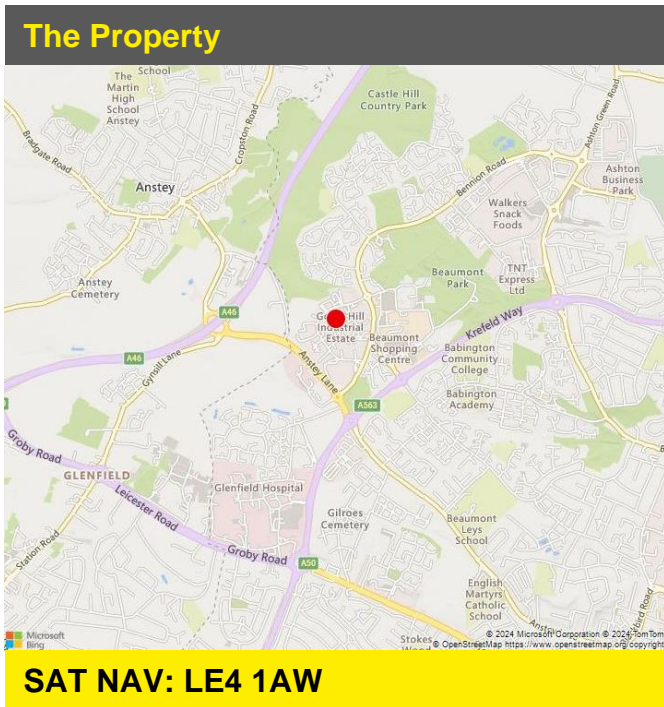 The Property
School
The
Martin
High
School
Anstey
Bradgate Road
Cropston Road
Castle Hill
Country Park
Ashton Green Road
Ashton
Business
Park
Bennion Road
Anstey
Walkers
Snack
Foods
TNT
Express
Ltd
Beaumont
Park
Anstey
Cemetery
A46
Hill
Industrial
Estate
Krefeld Way
Beaumont
Shopping
Centre
Babington
Community
College
A46
Gynsill Lane
Anstey Lane
Babington
Academy
A563
Groby Road
GLENFIELD
Leicester Road
Glenfield Hospital
Gilroes
Cemetery
Beaumont
Leys
School
Station Road
Groby Road
A50
English
Martyrs
Catholic
School
Microsoft
Bing
Stokes
© 2024 Microsoft Corporation © 2024 TomTom
© OpenStreetMap https://www.openstreetmap.org/copyright
SAT NAV: LE4 1AW